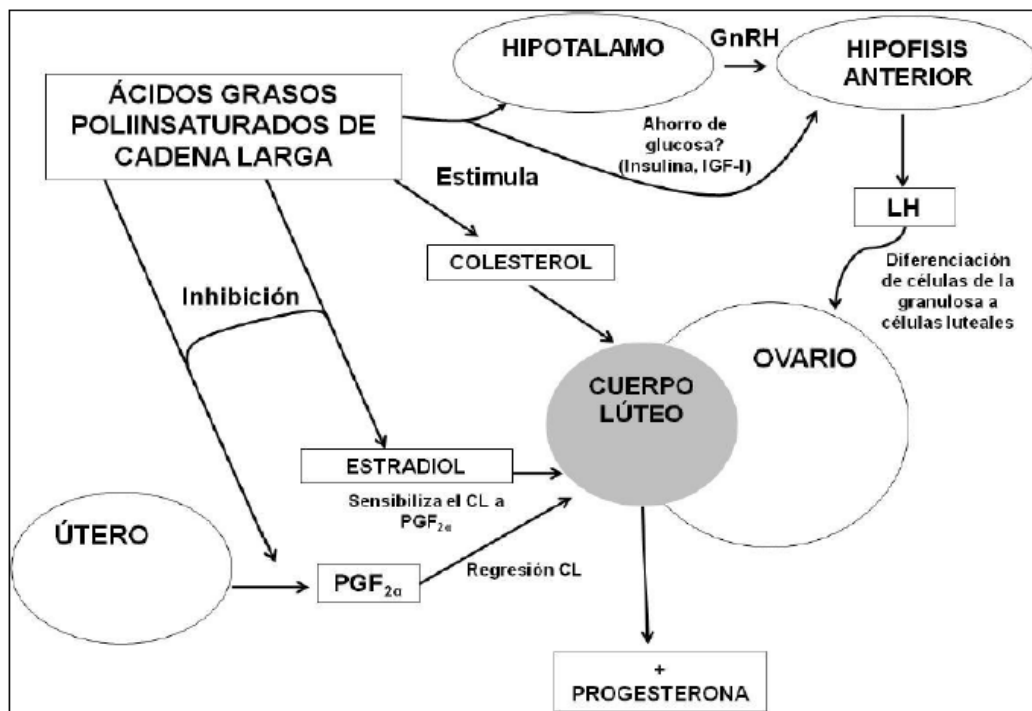 HIPOTALAMO
GnRH
HIPOFISIS
ANTERIOR
ÁCIDOS GRASOS
POLIINSATURADOS DE
CADENA LARGA
Ahorro de
glucosa?
(Insulina, IGF-I)
Estimula
LH
COLESTEROL
Diferenciación
de células de la
granulosa a
células luteales
Inhibición
OVARIO
CUERPO
LÚTEO
ESTRADIOL
Sensibiliza el CL a
PGF₂α
ÚTERO
PGF₂α
Regresión CL
+
PROGESTERONA